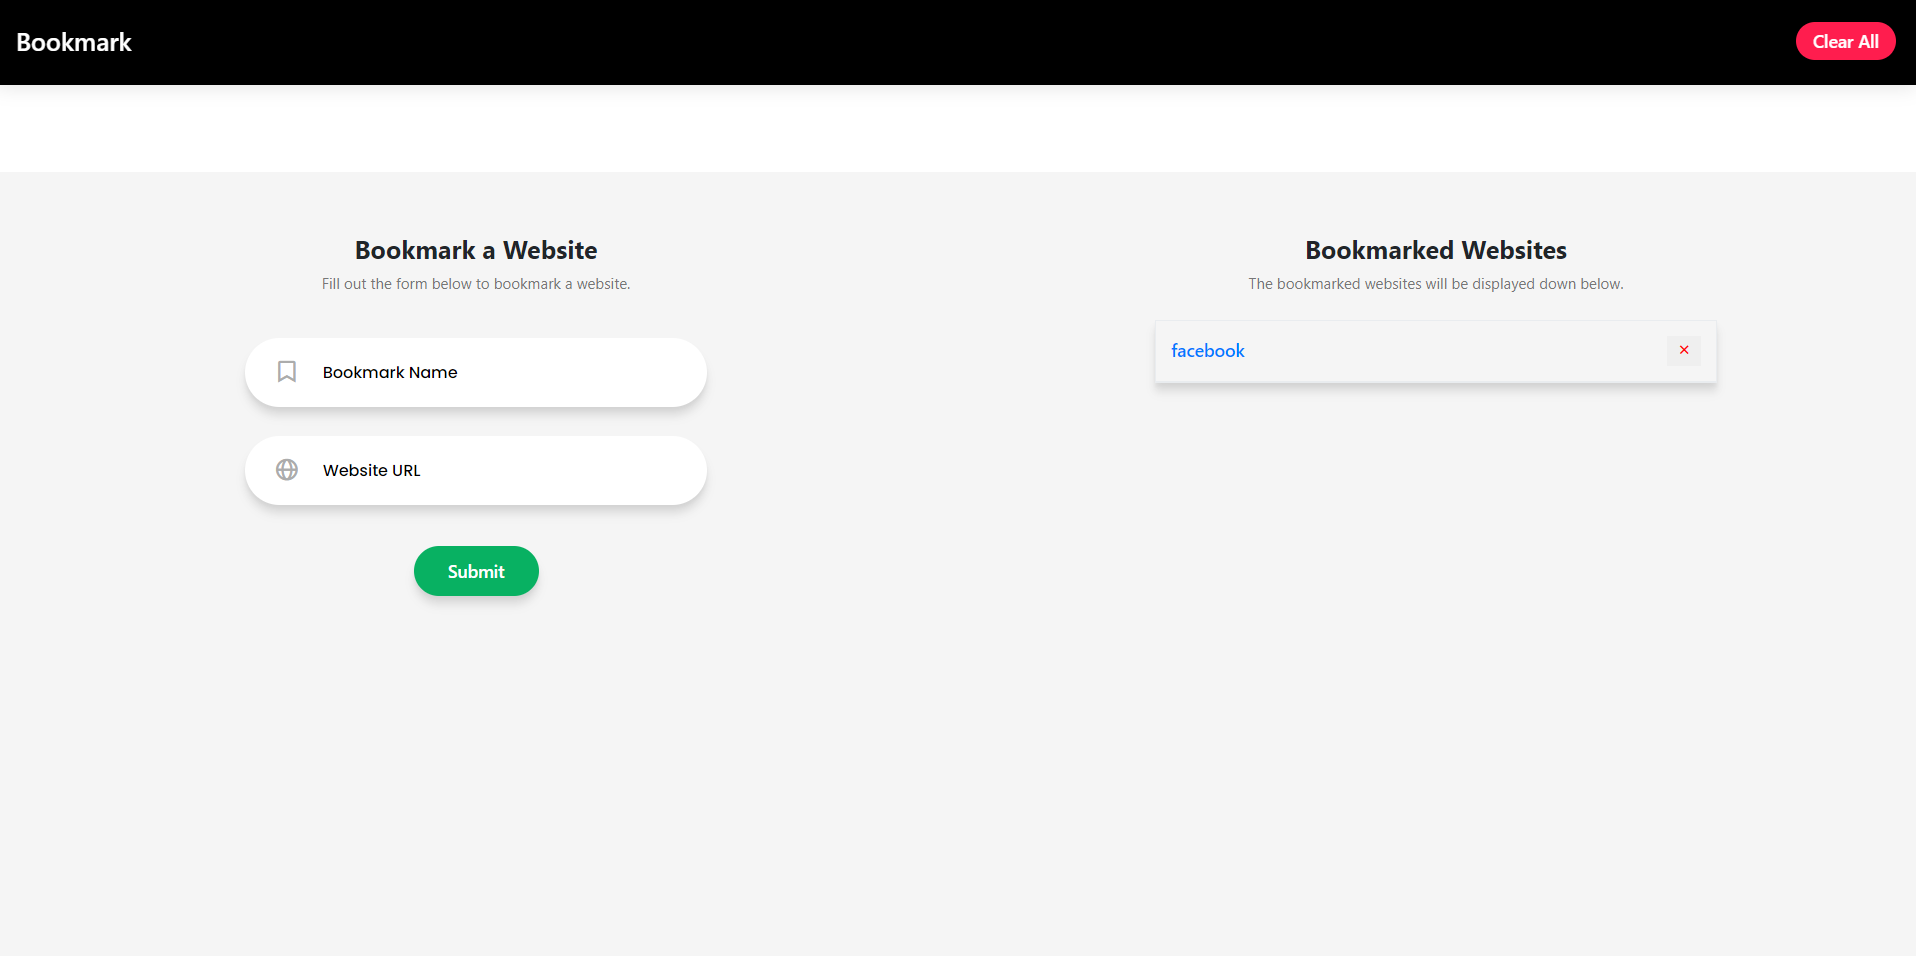 Bookmark
Clear All
Bookmark a Website
Fill out the form below to bookmark a website.
Bookmark Name
Website URL
Submit
Bookmarked Websites
The bookmarked websites will be displayed down below.
facebook
×